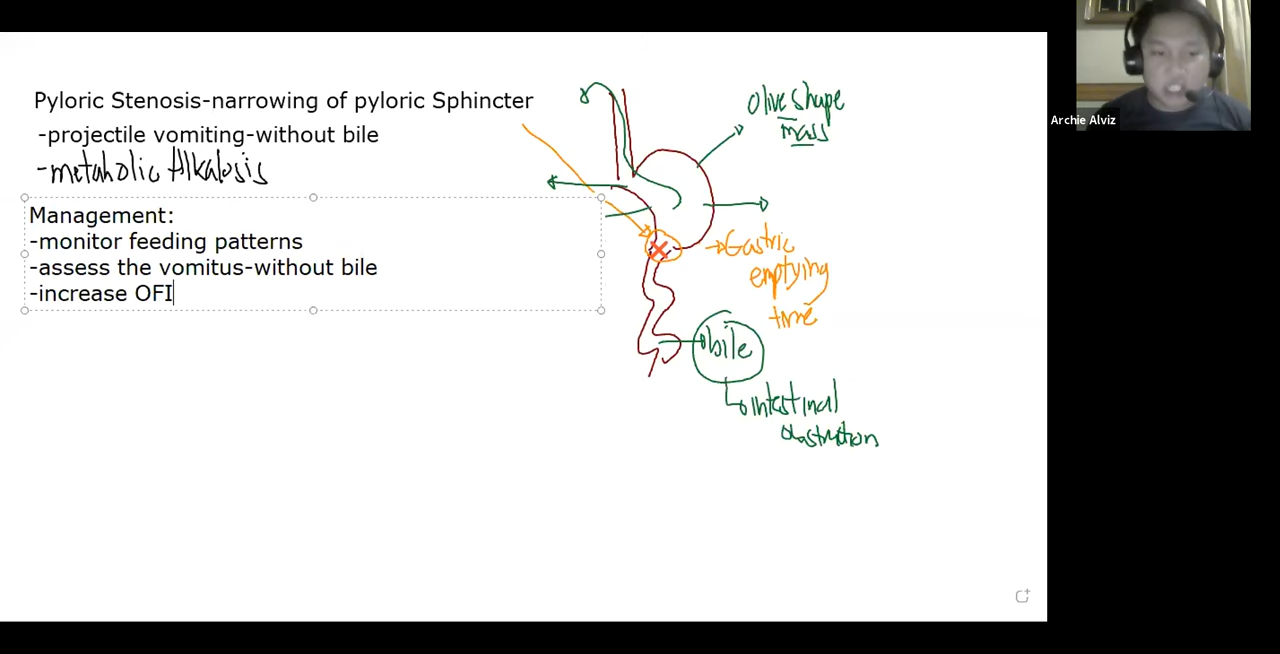 Pyloric Stenosis-narrowing of pyloric Sphincter
-projectile vomiting-without bile
-metabolic Alkalosis
Management:
-monitor feeding patterns
-assess the vomitus-without bile
-increase OFI
Olive shape
mass
Gastric
emptying
time
bile
intestinal
obstruction
Archie Alviz